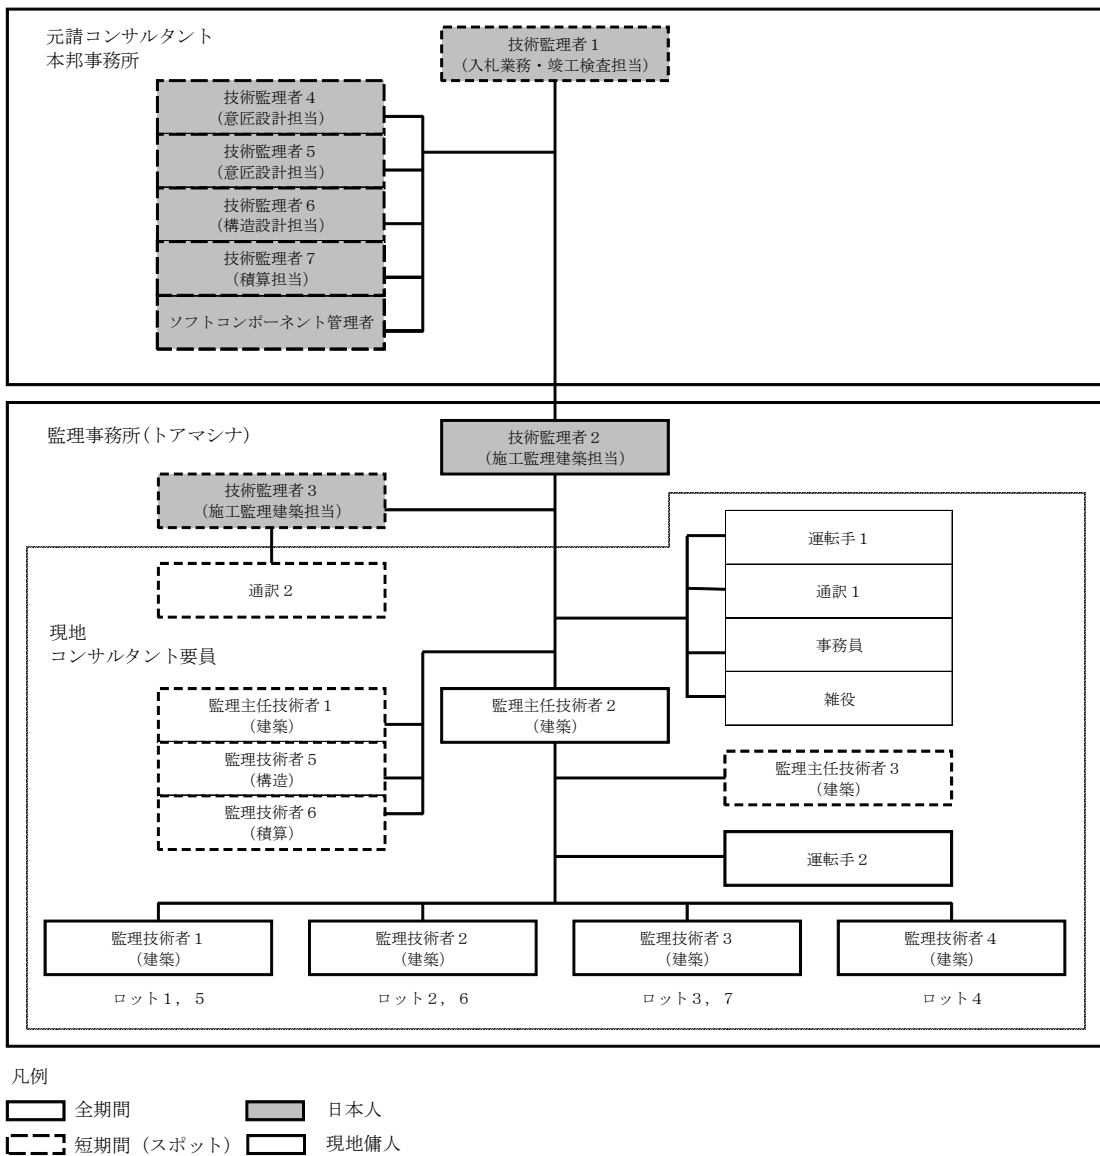 元請コンサルタント
本邦事務所
技術監理者１
（入札業務・竣工検査担当）
技術監理者４
（意匠設計担当）
技術監理者５
（意匠設計担当）
技術監理者６
（構造設計担当）
技術監理者７
（積算担当）
ソフトコンポーネント管理者
監理事務所（トアマシナ）
技術監理者２
（施工監理建築担当）
技術監理者３
（施工監理建築担当）
通訳２
運転手１
通訳１
事務員
雑役
現地
コンサルタント要員
監理主任技術者１
（建築）
監理技術者５
（構造）
監理技術者６
（積算）
監理主任技術者２
（建築）
監理主任技術者３
（建築）
運転手２
監理技術者１
（建築）
監理技術者２
（建築）
監理技術者３
（建築）
監理技術者４
（建築）
ロット１，５
ロット２，６
ロット３，７
ロット４
凡例
全期間
日本人
短期間（スポット）
現地傭人